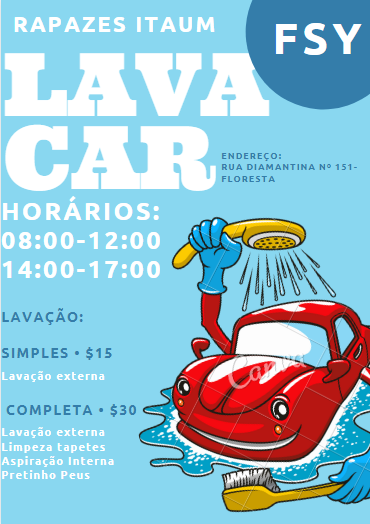 RAPAZES ITAUM
FSY
LAVA
CAR
ENDEREÇO:
RUA DIAMANTINA Nº 151-
FLORESTA
HORÁRIOS:
08:00-12:00
14:00-17:00
LAVAÇÃO:
SIMPLES • $15
Lavação externa
COMPLETA • $30
Lavação externa
Limpeza tapetes
Aspiração Interna
Pretinho Peus
Canva